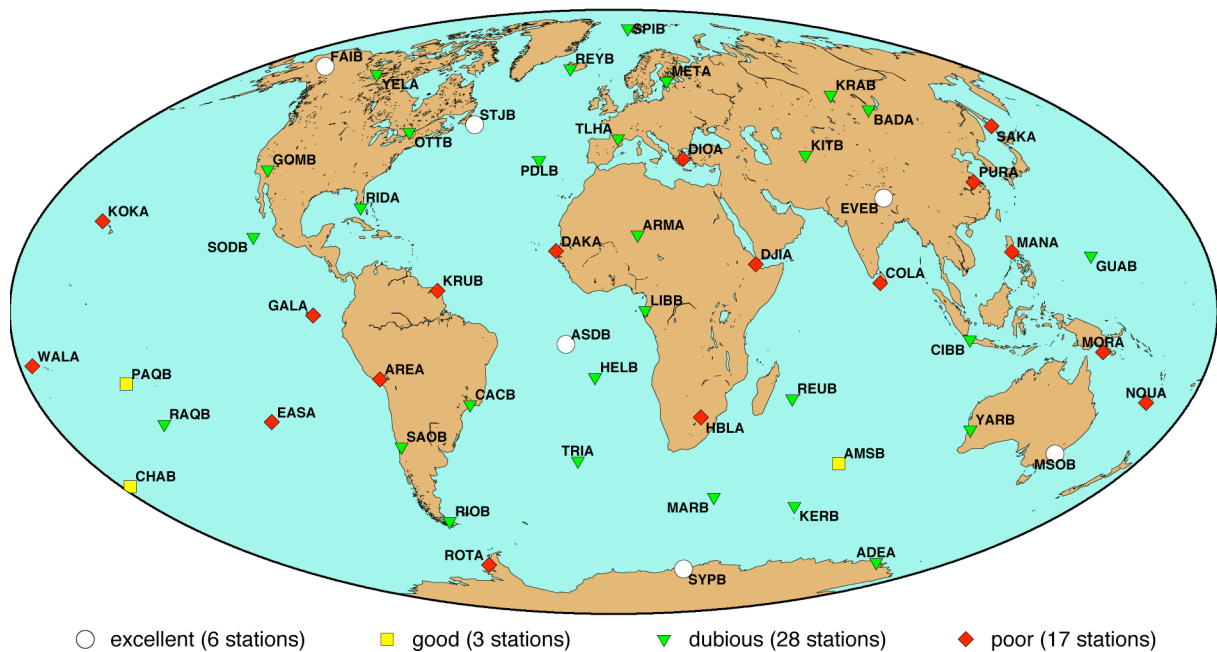 SPIB
FAIB
REYB
META
YELA
KRAB
STJB
BADA
OTTB
TLHA
SAKA
DIOA
KITB
GOMB
PDLB
PURA
RIDA
EVEB
KOKA
ARMA
SODB
DAKA
DJIA
MANA
GUAB
COLA
KRUB
GALA
LIBB
ASDB
CIBB
MORA
WALA
PAQB
AREA
HELB
REUB
CACB
NOUA
EASA
RAQB
HBLA
YARB
SAOB
TRIA
AMSB
MSOB
CHAB
MARB
RIOB
KERB
ROTA
ADEA
SYPB
excellent (6 stations) good (3 stations) dubious (28 stations) poor (17 stations)